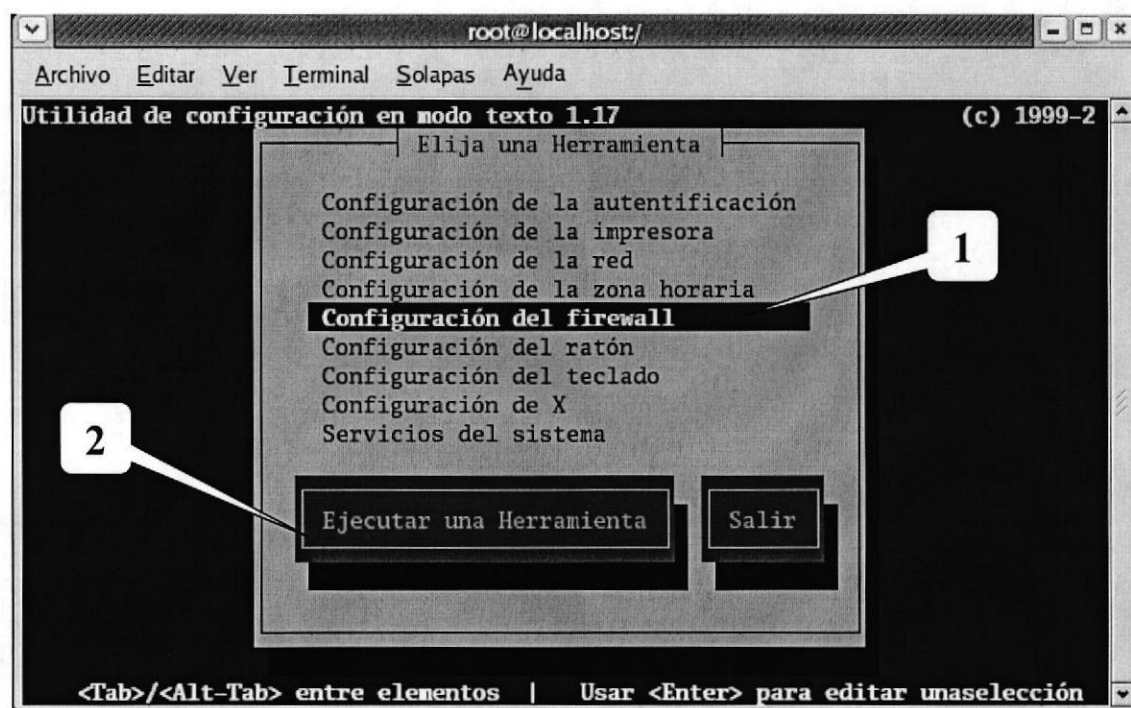 root@localhost:/
Archivo Editar Ver Terminal Solapas Ayuda
Utilidad de configuración en modo texto 1.17 (c) 1999-2
Elija una Herramienta
Configuración de la autentificación
Configuración de la impresora
Configuración de la red
Configuración de la zona horaria
1
Configuración del firewall
Configuración del ratón
Configuración del teclado
Configuración de X
2
Servicios del sistema
Ejecutar una Herramienta Salir
<Tab>/<Alt-Tab> entre elementos | Usar <Enter> para editar unaselección